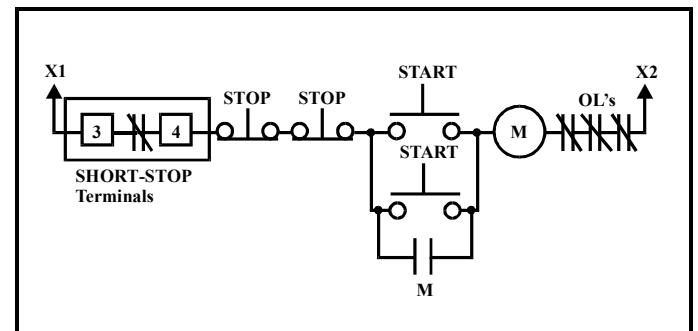 X1
X2
START
OL's
STOP
STOP
3
4
M
START
SHORT-STOP
Terminals
M